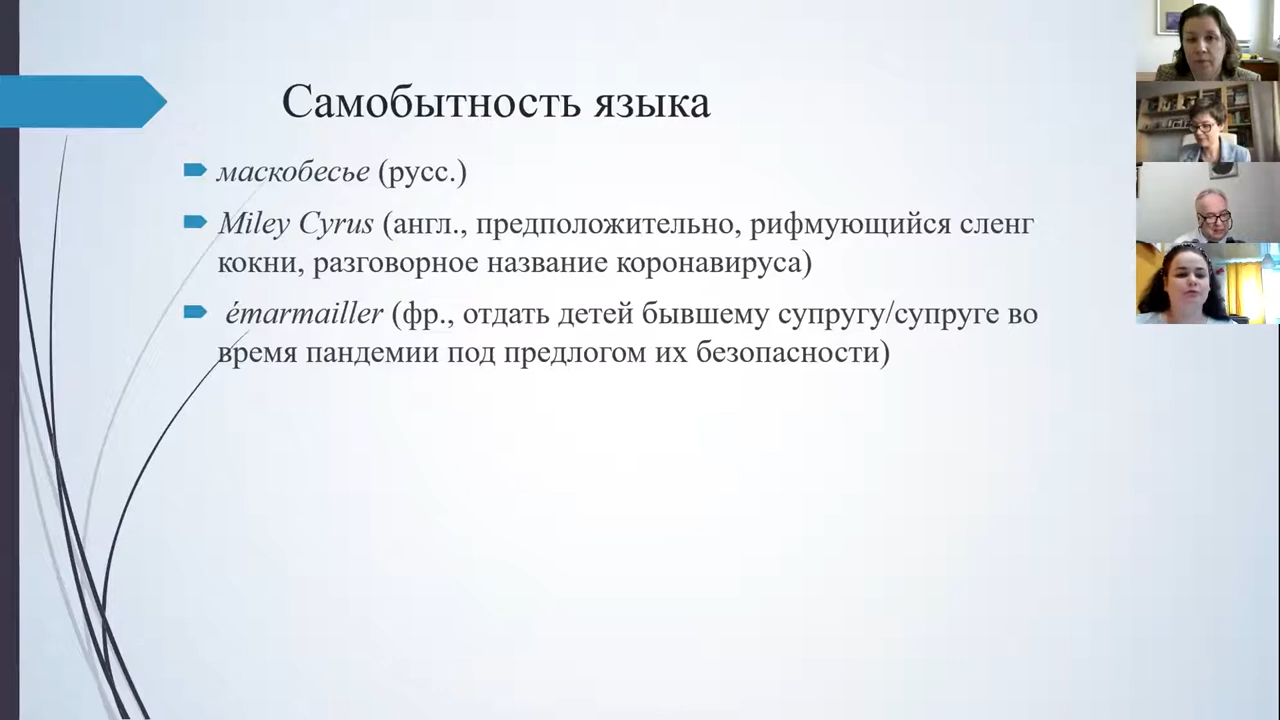 Самобытность языка
маскобесье (русс.)
Miley Cyrus (англ., предположительно, рифмующийся сленг
кокни, разговорное название коронавируса)
émarmailler (фр., отдать детей бывшему супругу/супруге во
время пандемии под предлогом их безопасности)